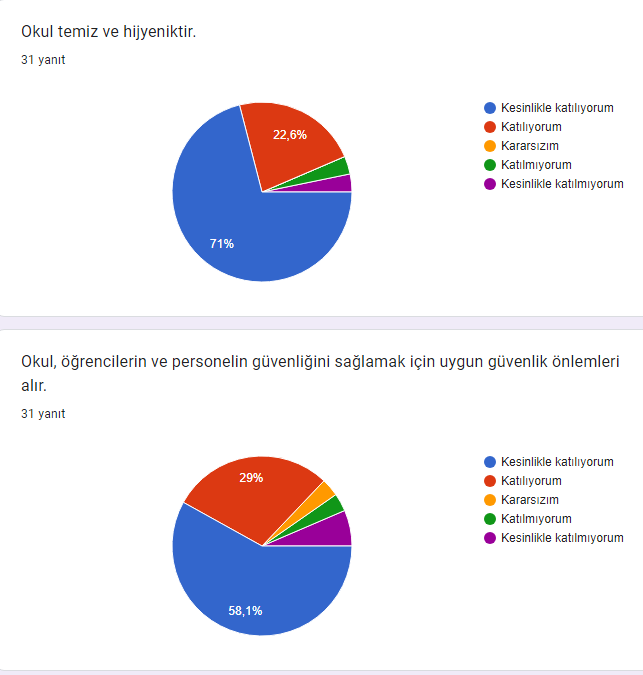 Okul temiz ve hijyeniktir.
31 yanıt
Kesinlikle katılıyorum
Katılıyorum
Kararsızım
Katılmıyorum
Kesinlikle katılmıyorum
22,6%
71%
Okul, öğrencilerin ve personelin güvenliğini sağlamak için uygun güvenlik önlemleri
alır.
31 yanıt
Kesinlikle katılıyorum
Katılıyorum
Kararsızım
Katılmıyorum
Kesinlikle katılmıyorum
29%
58,1%